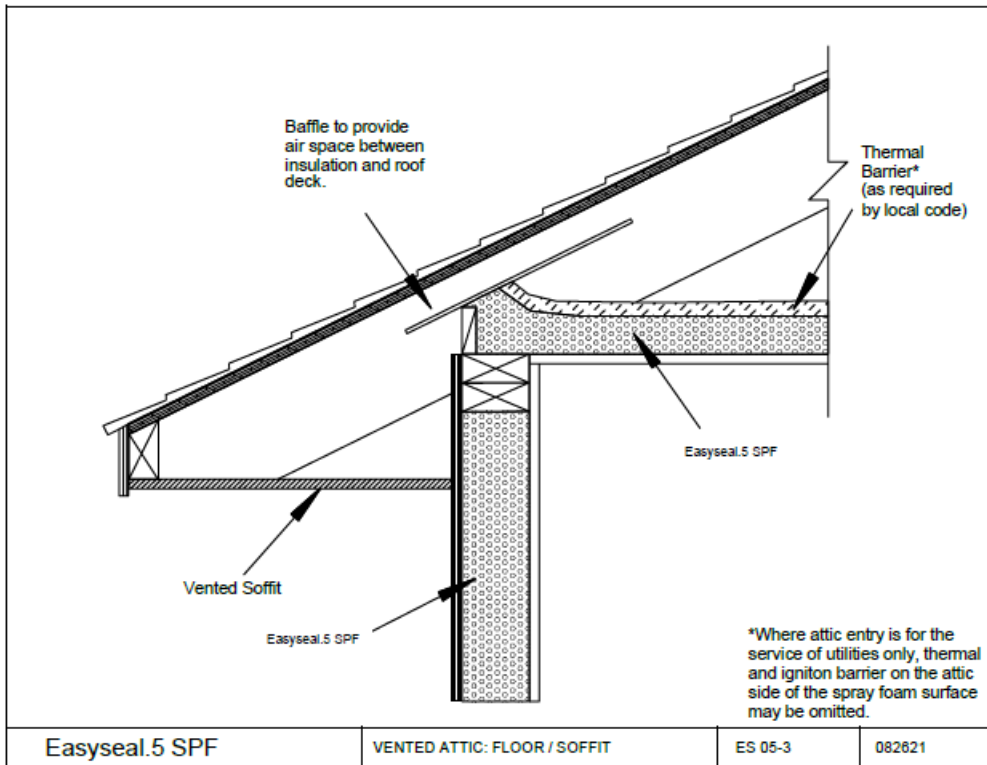 Baffle to provide
air space between
insulation and roof
deck.
Thermal
Barrier*
(as required
by local code)
Easyseal.5 SPF
Vented Soffit
Easyseal.5 SPF
*Where attic entry is for the
service of utilities only, thermal
and igniton barrier on the attic
side of the spray foam surface
may be omitted.
Easyseal.5 SPF
VENTED ATTIC: FLOOR / SOFFIT
ES 05-3
082621